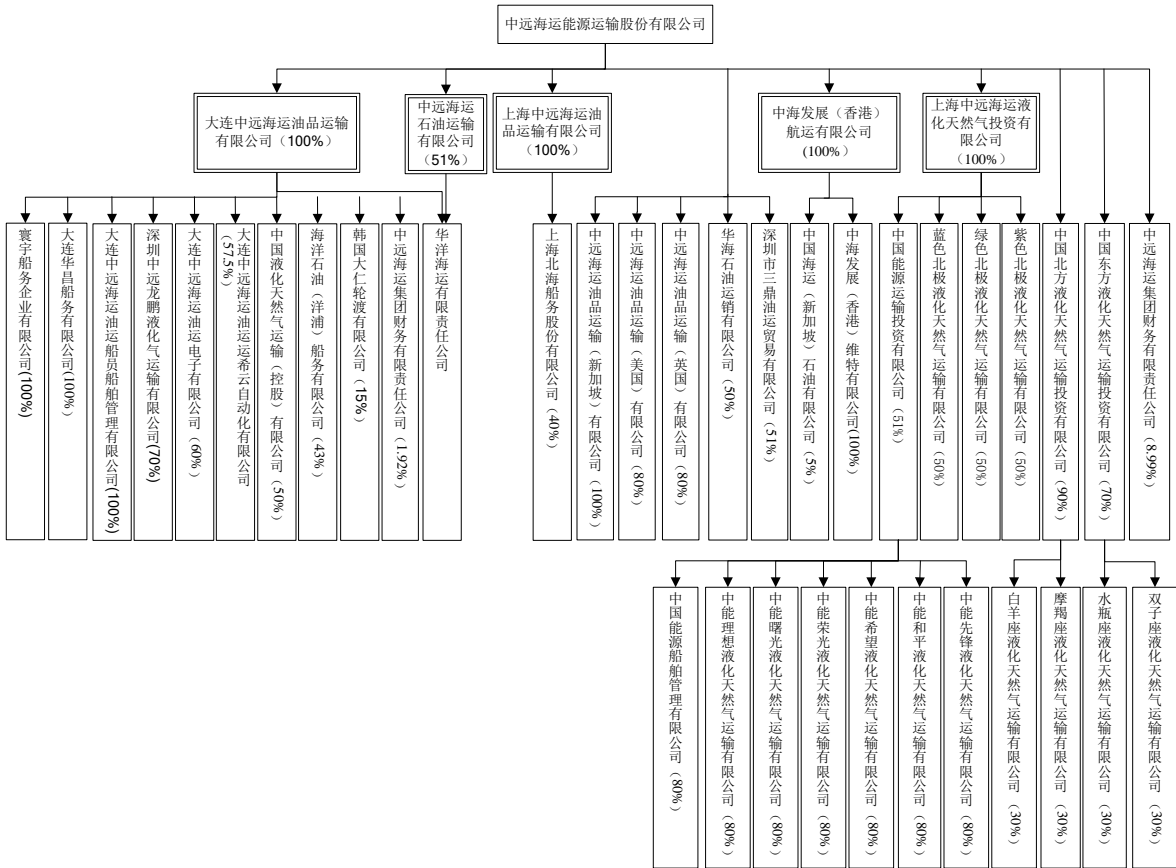 中远海运能源运输股份有限公司
大连中远海运油品运输
有限公司（100%）
中远海运
石油运输
有限公司
（51%）
上海中远海运油
品运输有限公司
（100%）
中海发展（香港）
航运有限公司
(100%）
上海中远海运液
化天然气投资有
限公司
（100%）
寰宇船务企业有限公司(100%)
大连华昌船务有限公司（100%）
大连中远海运油运船员船舶管理有限公司(100%)
深圳中远龙鹏液化气运输有限公司(70%)
大连中远海运油运电子有限公司（60%）
大连中远海运油运运希云自动化有限公司
（57.5%）
中国液化天然气运输（控股）有限公司（50%）
海洋石油（洋浦）船务有限公司（43%）
韩国大仁轮渡有限公司（15%）
中远海运集团财务有限责任公司（1.92%）
华洋海运有限责任公司
上海北海船务股份有限公司（40%）
中远海运油品运输（新加坡）有限公司（100%）
中远海运油品运输（美国）有限公司（80%）
中远海运油品运输（英国）有限公司（80%）
华海石油运销有限公司（50%）
深圳市三鼎油运贸易有限公司（51%）
中国海运（新加坡）石油有限公司（5%）
中海发展（香港）维特有限公司(100%）
中国能源运输投资有限公司（51%）
蓝色北极液化天然气运输有限公司（50%）
绿色北极液化天然气运输有限公司（50%）
紫色北极液化天然气运输有限公司（50%）
中国北方液化天然气运输投资有限公司（90%）
中国东方液化天然气运输投资有限公司（70%）
中远海运集团财务有限责任公司（8.99%）
中国能源船舶管理有限公司（80%）
中能理想液化天然气运输有限公司（80%）
中能曙光液化天然气运输有限公司（80%）
中能荣光液化天然气运输有限公司（80%）
中能希望液化天然气运输有限公司（80%）
中能和平液化天然气运输有限公司（80%）
中能先锋液化天然气运输有限公司（80%）
白羊座液化天然气运输有限公司（30%）
摩羯座液化天然气运输有限公司（30%）
水瓶座液化天然气运输有限公司（30%）
双子座液化天然气运输有限公司（30%）